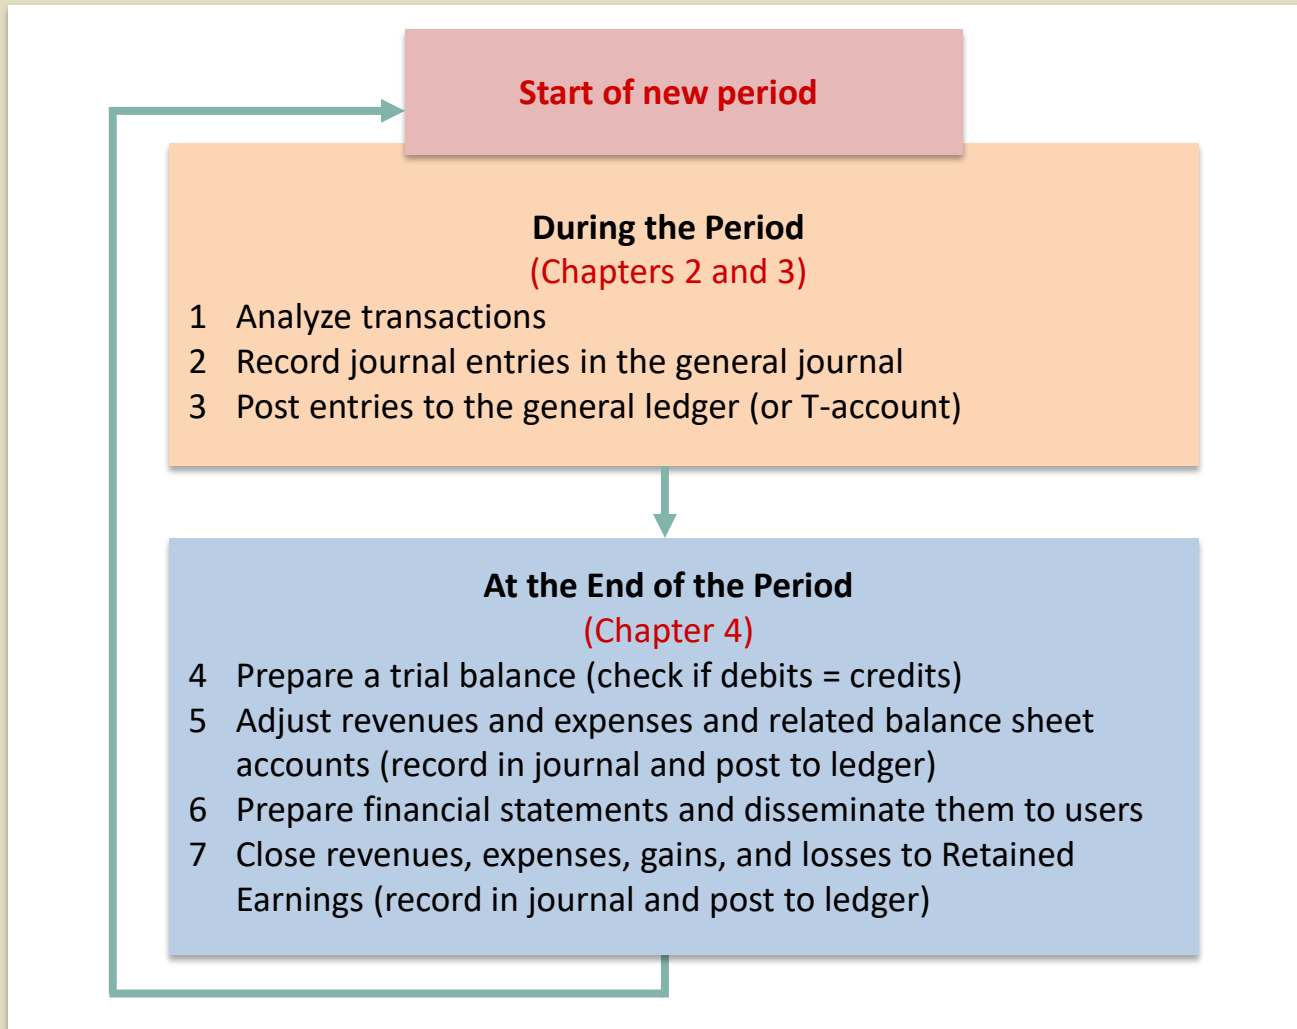 Start of new period
During the Period
(Chapters 2 and 3)
1 Analyze transactions
2 Record journal entries in the general journal
3 Post entries to the general ledger (or T-account)
At the End of the Period
(Chapter 4)
4 Prepare a trial balance (check if debits = credits)
5 Adjust revenues and expenses and related balance sheet
accounts (record in journal and post to ledger)
6 Prepare financial statements and disseminate them to users
7 Close revenues, expenses, gains, and losses to Retained
Earnings (record in journal and post to ledger)